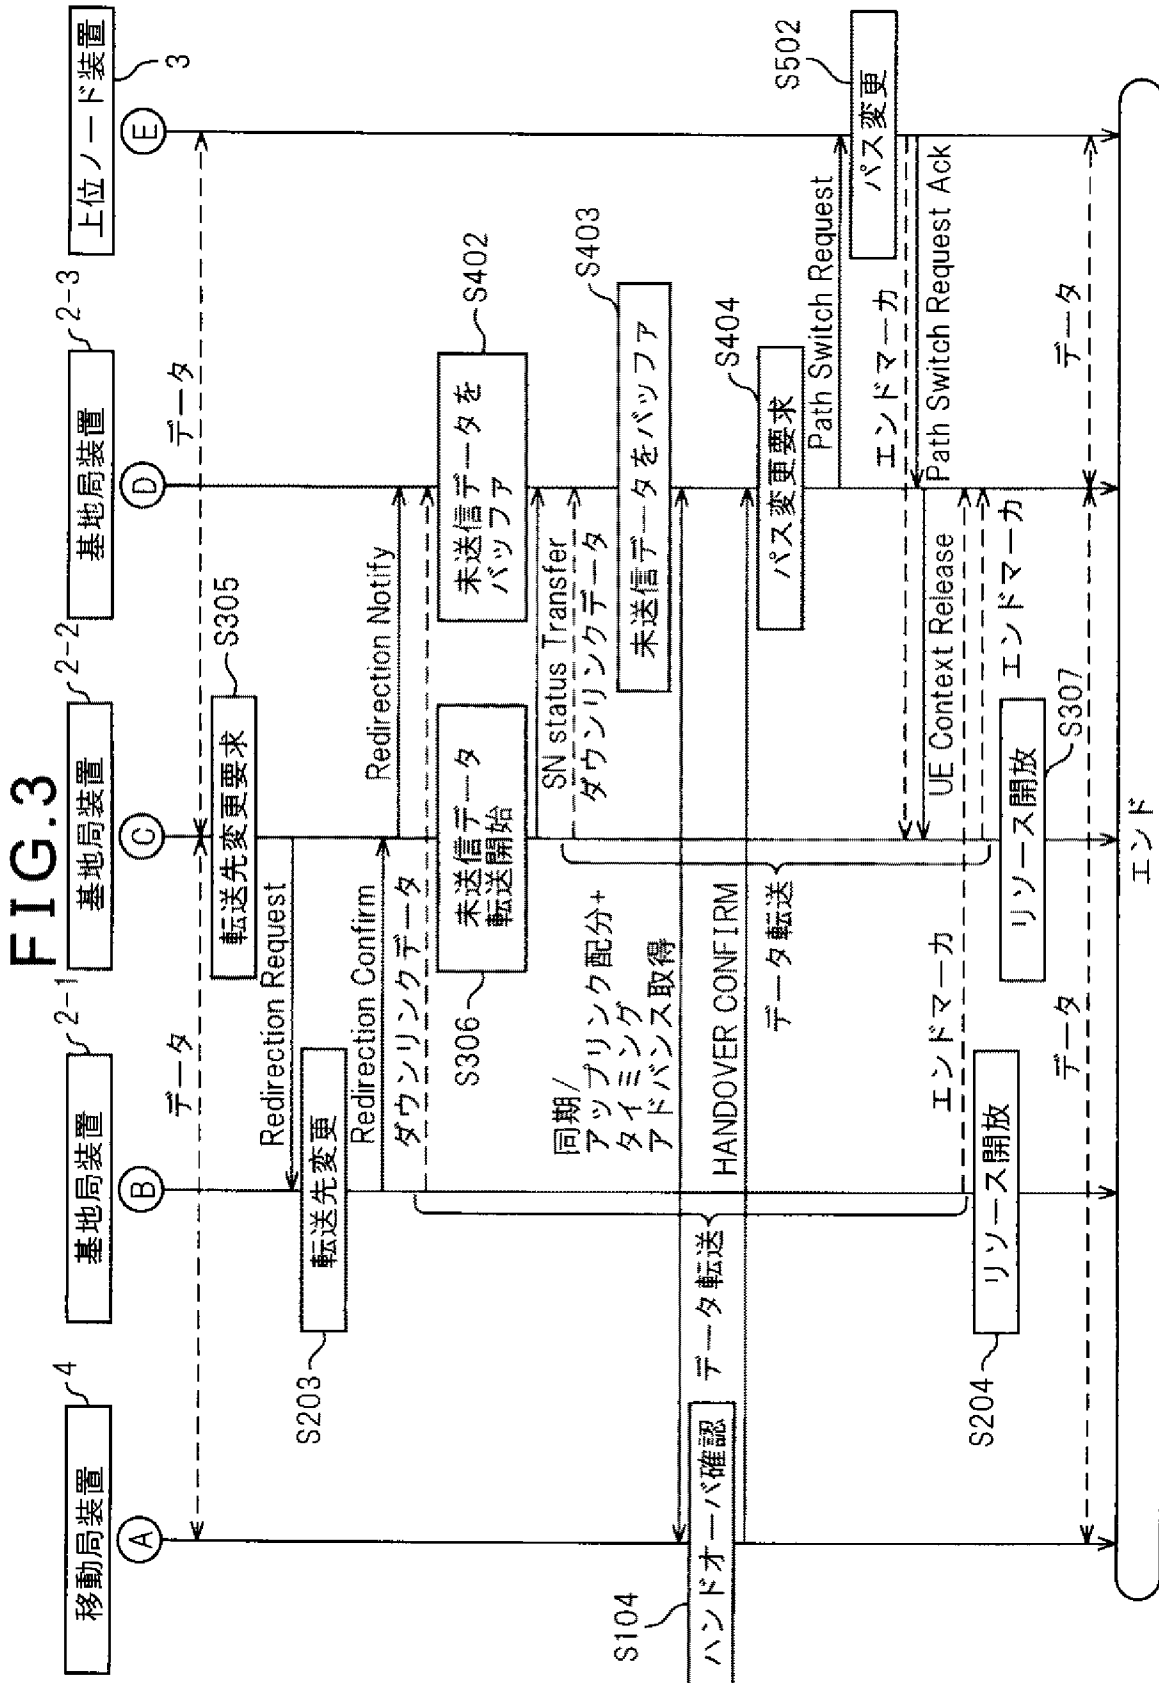 FIG.3
移動局装置
4
基地局装置
2-1
基地局装置
2-2
基地局装置
2-3
上位ノード装置
3
A
B
C
D
E
データ
データ
転送先変更要求
S305
Redirection Request
転送先変更
S203
Redirection Confirm
Redirection Notify
ダウンリンクデータ
未送信データ
転送開始
S306
未送信データを
バッファ
S402
SN status Transfer
ダウンリンクデータ
未送信データをバッファ
S403
同期/
アップリンク配分+
タイミング
アドバンス取得
ハンドオーバ確認
S104
データ転送
HANDOVER CONFIRM
データ転送
パス変更要求
S404
Path Switch Request
パス変更
S502
エンドマーカ
Path Switch Request Ack
UE Context Release
エンドマーカ
エンドマーカ
リソース開放
S204
リソース開放
S307
データ
データ
エンド